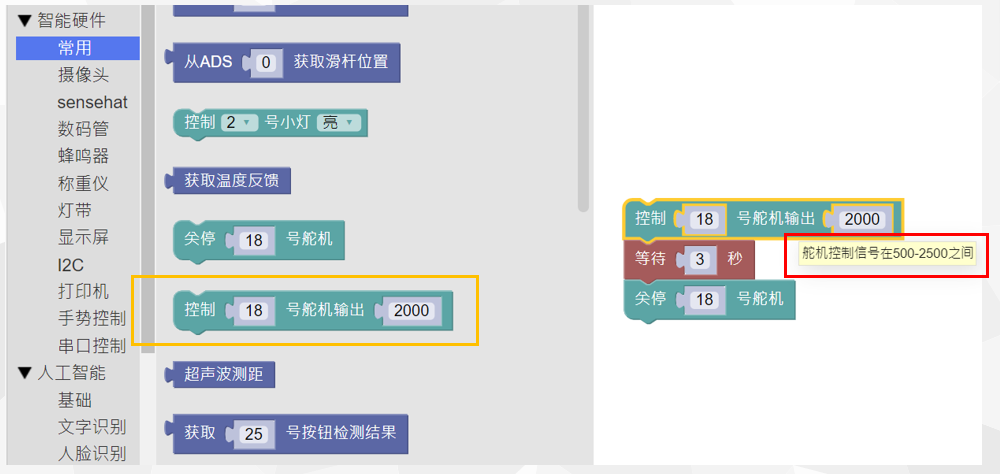 ▼ 智能硬件
常用
摄像头
sensehat
数码管
蜂鸣器
称重仪
灯带
显示屏
I2C
打印机
手势控制
串口控制
▼ 人工智能
基础
文字识别
人脸识别
从ADS 0 获取滑杆位置
控制 2 ▾ 号小灯 亮 ▾
获取温度反馈
关停 18 号舵机
控制 18 号舵机输出 2000
超声波测距
获取 25 号按钮检测结果
控制 18 号舵机输出 2000
舵机控制信号在500-2500之间
等待 3 秒
关停 18 号舵机